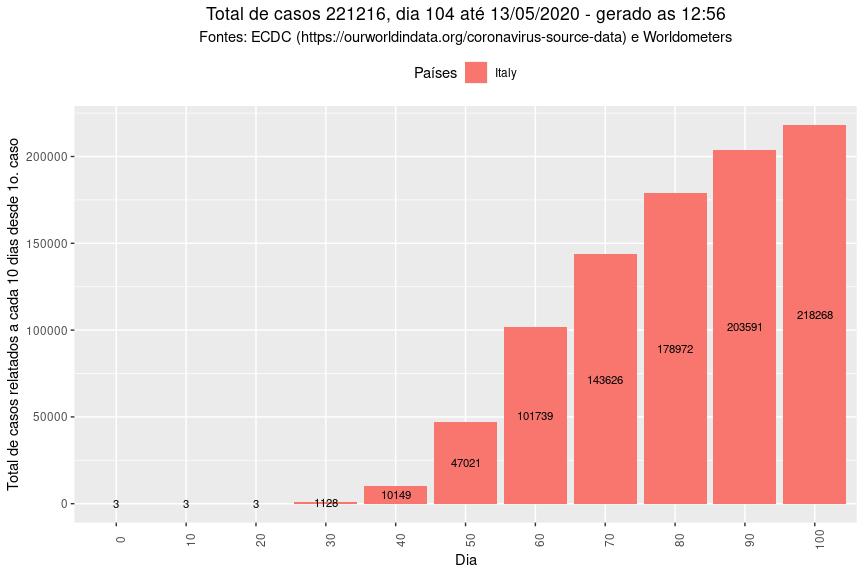 Total de casos 221216, dia 104 até 13/05/2020 - gerado as 12:56
Fontes: ECDC (https://ourworldindata.org/coronavirus-source-data) e Worldometers
Países Italy
Total de casos relatados a cada 10 dias desde 1o. caso
200000
150000
100000
50000
0
3 3 3 1128 10149 47021 101739 143626 178972 203591 218268
0 10 20 30 40 50 60 70 80 90 100
Dia